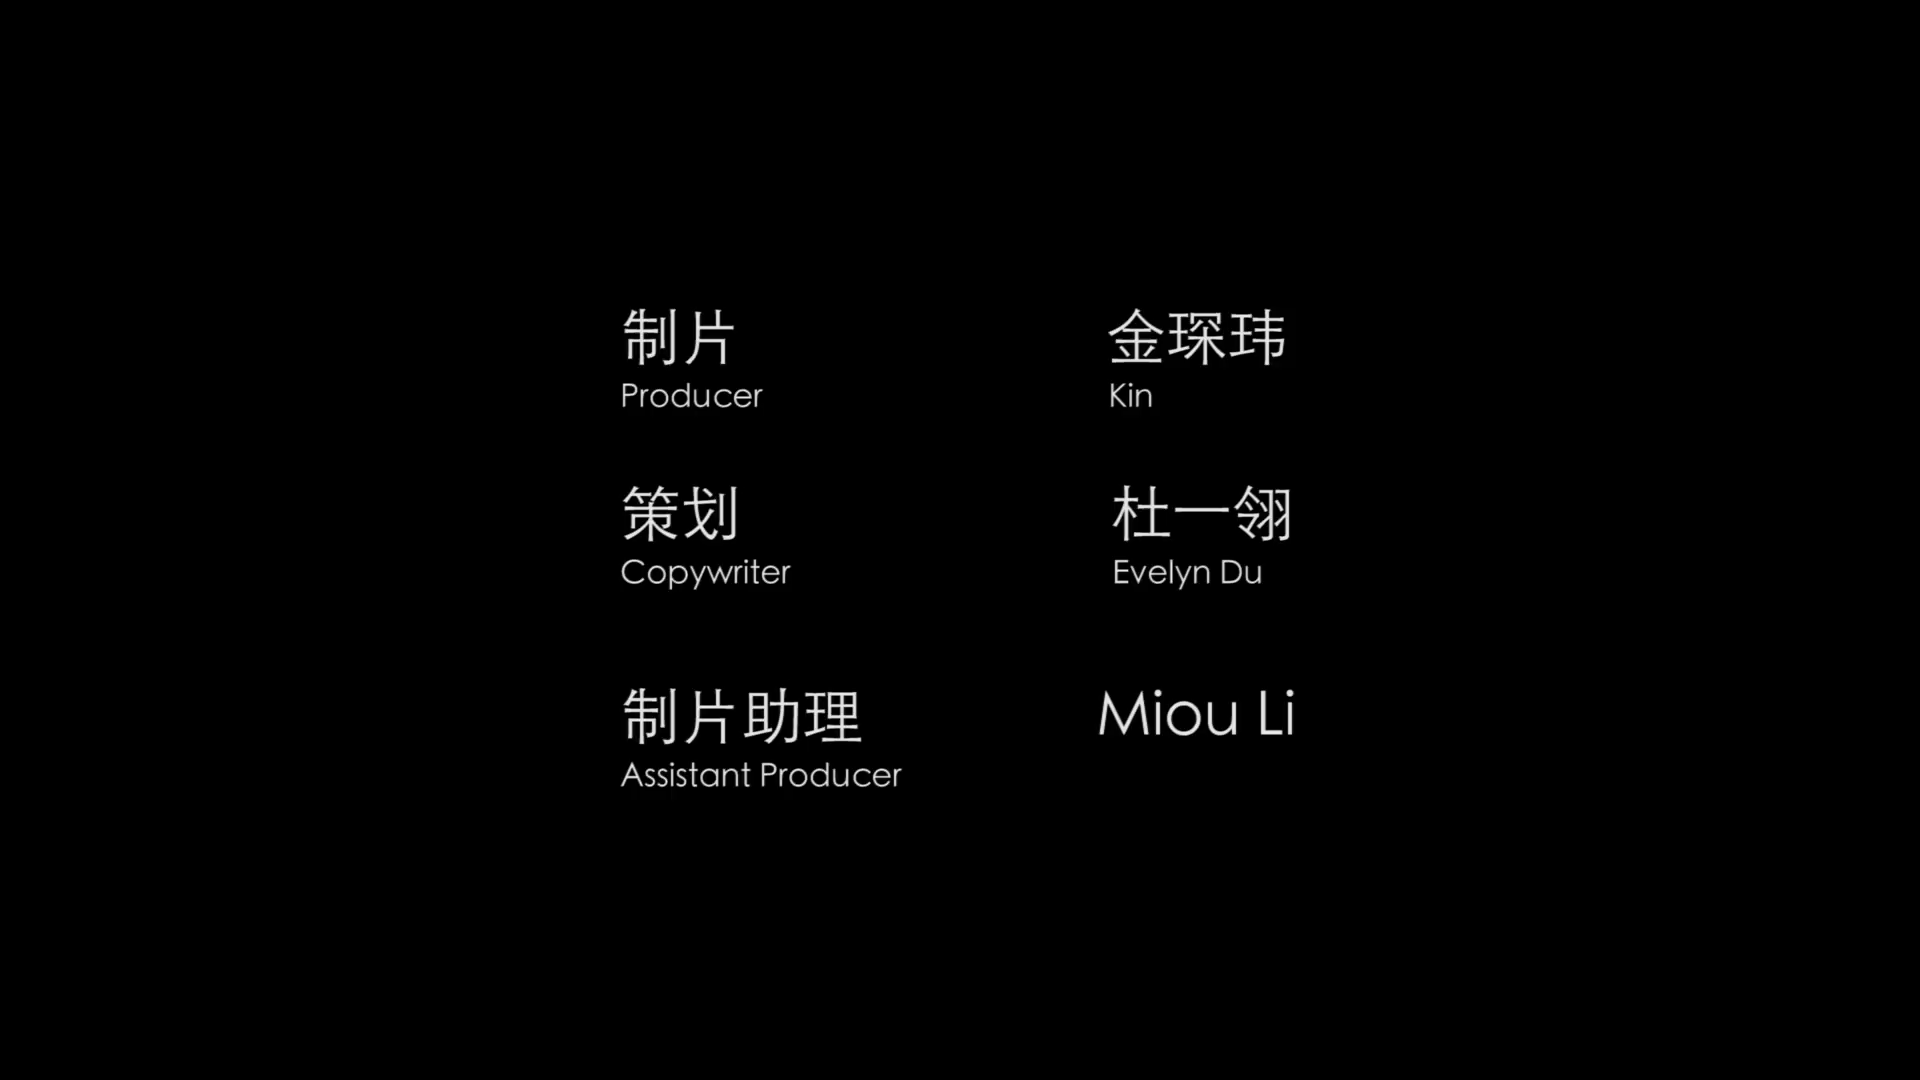 制片 金琛玮
Producer Kin
策划 杜一翎
Copywriter Evelyn Du
制片助理 Miou Li
Assistant Producer